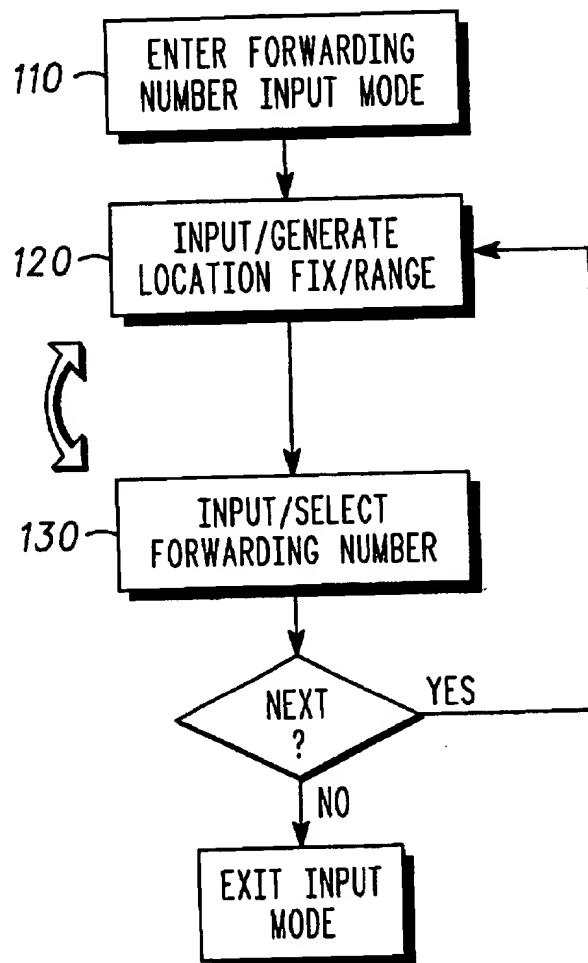 110
ENTER FORWARDING
NUMBER INPUT MODE
120
INPUT/GENERATE
LOCATION FIX/RANGE
130
INPUT/SELECT
FORWARDING NUMBER
NEXT
?
YES
NO
EXIT INPUT
MODE